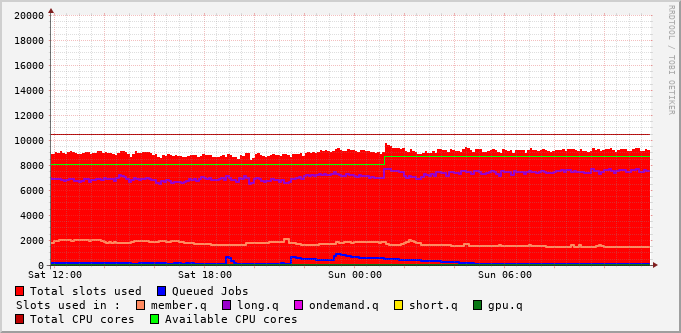 20000
18000
16000
14000
12000
10000
8000
6000
4000
2000
0
Sat 12:00 Sat 18:00 Sun 00:00 Sun 06:00
Total slots used Queued Jobs
Slots used in : member.q long.q ondemand.q short.q gpu.q
Total CPU cores Available CPU cores
RRDTOOL / TOBI OETIKER